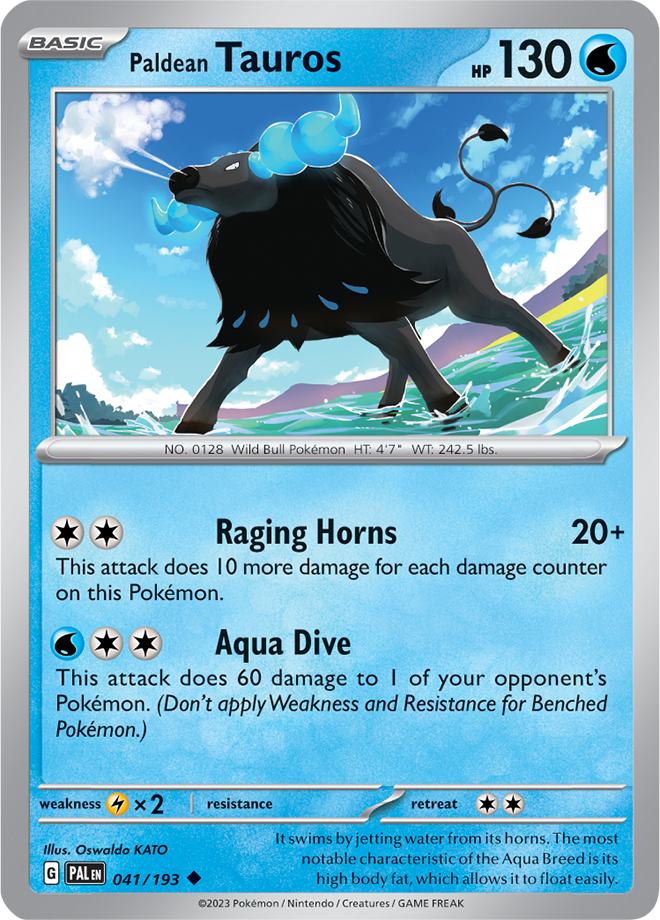 BASIC
Paldean Tauros
HP 130
NO. 0128 Wild Bull Pokémon HT: 4'7" WT: 242.5 lbs.
Raging Horns 20+
This attack does 10 more damage for each damage counter
on this Pokémon.
Aqua Dive
This attack does 60 damage to 1 of your opponent's
Pokémon. (Don't apply Weakness and Resistance for Benched
Pokémon.)
weakness ×2 resistance retreat
Illus. Oswaldo KATO
G PAL EN 041/193
It swims by jetting water from its horns. The most
notable characteristic of the Aqua Breed is its
high body fat, which allows it to float easily.
©2023 Pokémon / Nintendo / Creatures / GAME FREAK